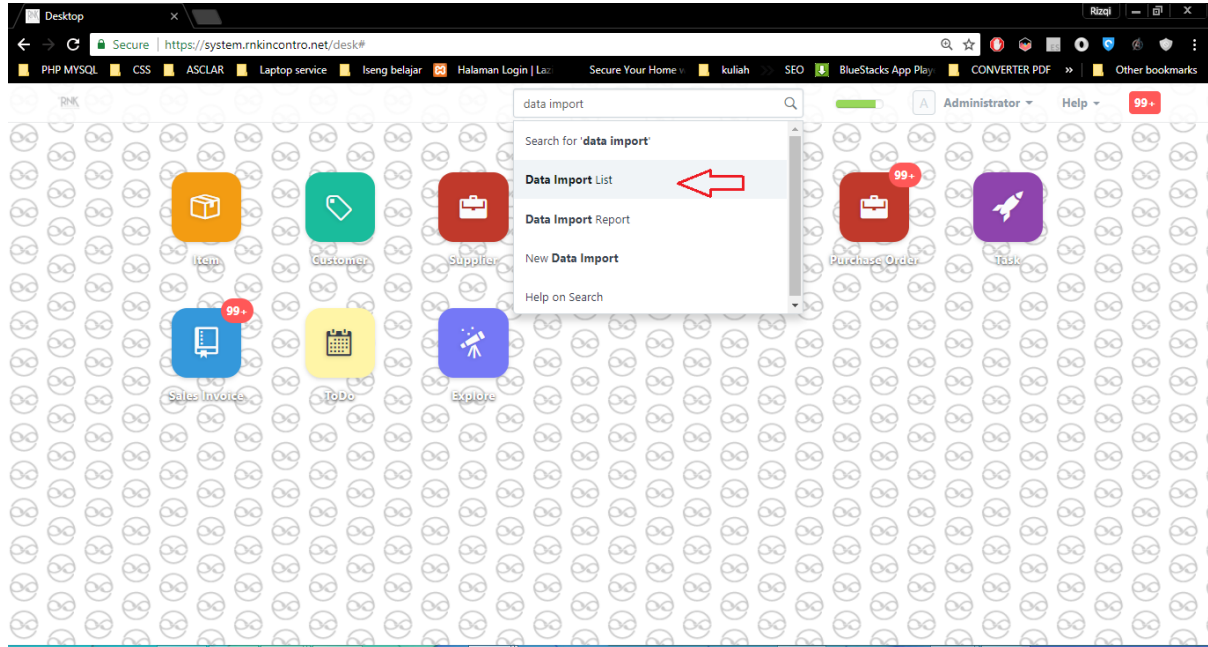 Desktop
Rizqi
Secure | https://system.rnkincontro.net/desk#
PHP MYSQL CSS ASCLAR Laptop service Iseng belajar Halaman Login | Laz Secure Your Home kuliah SEO BlueStacks App Playe CONVERTER PDF » Other bookmarks
RNK data import A Administrator Help 99+
Search for 'data import'
Data Import List
Data Import Report
New Data Import
Help on Search
99+
Item Customer Supplier Purchase Order Task
99+
Sales Invoice ToDo Explore